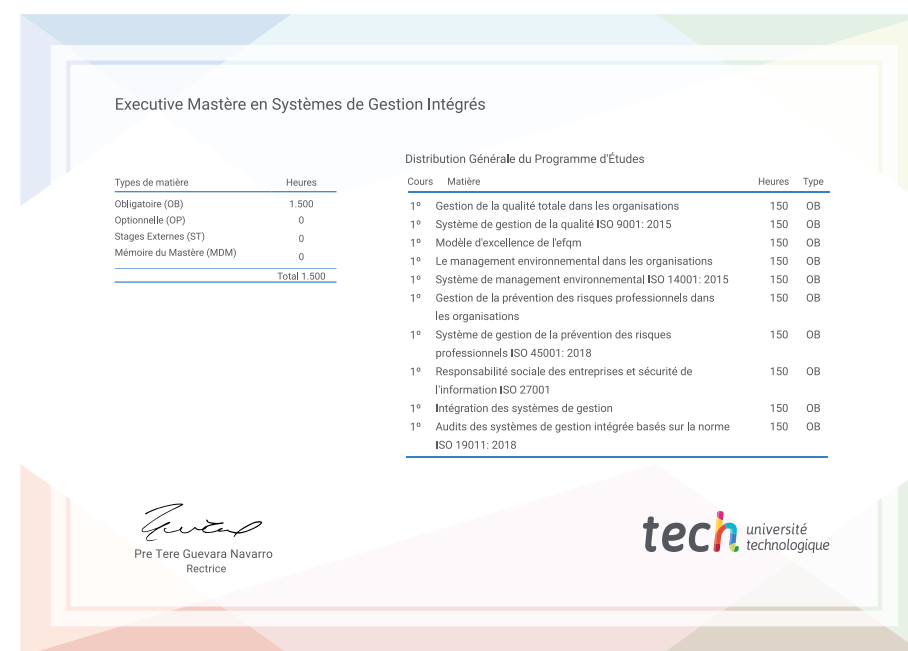 Executive Mastère en Systèmes de Gestion Intégrés
Types de matière Heures
Obligatoire (OB) 1.500
Optionnelle (OP) 0
Stages Externes (ST) 0
Mémoire du Mastère (MDM) 0
Total 1.500
Distribution Générale du Programme d'Études
Cours Matière Heures Type
1º Gestion de la qualité totale dans les organisations 150 OB
1º Système de gestion de la qualité ISO 9001: 2015 150 OB
1º Modèle d'excellence de l'efqm 150 OB
1º Le management environnemental dans les organisations 150 OB
1º Système de management environnemental ISO 14001: 2015 150 OB
1º Gestion de la prévention des risques professionnels dans 150 OB
les organisations
1º Système de gestion de la prévention des risques 150 OB
professionnels ISO 45001: 2018
1º Responsabilité sociale des entreprises et sécurité de 150 OB
l'information ISO 27001
1º Intégration des systèmes de gestion 150 OB
1º Audits des systèmes de gestion intégrée basés sur la norme 150 OB
ISO 19011: 2018
Pre Tere Guevara Navarro
Rectrice
tech université
technologique